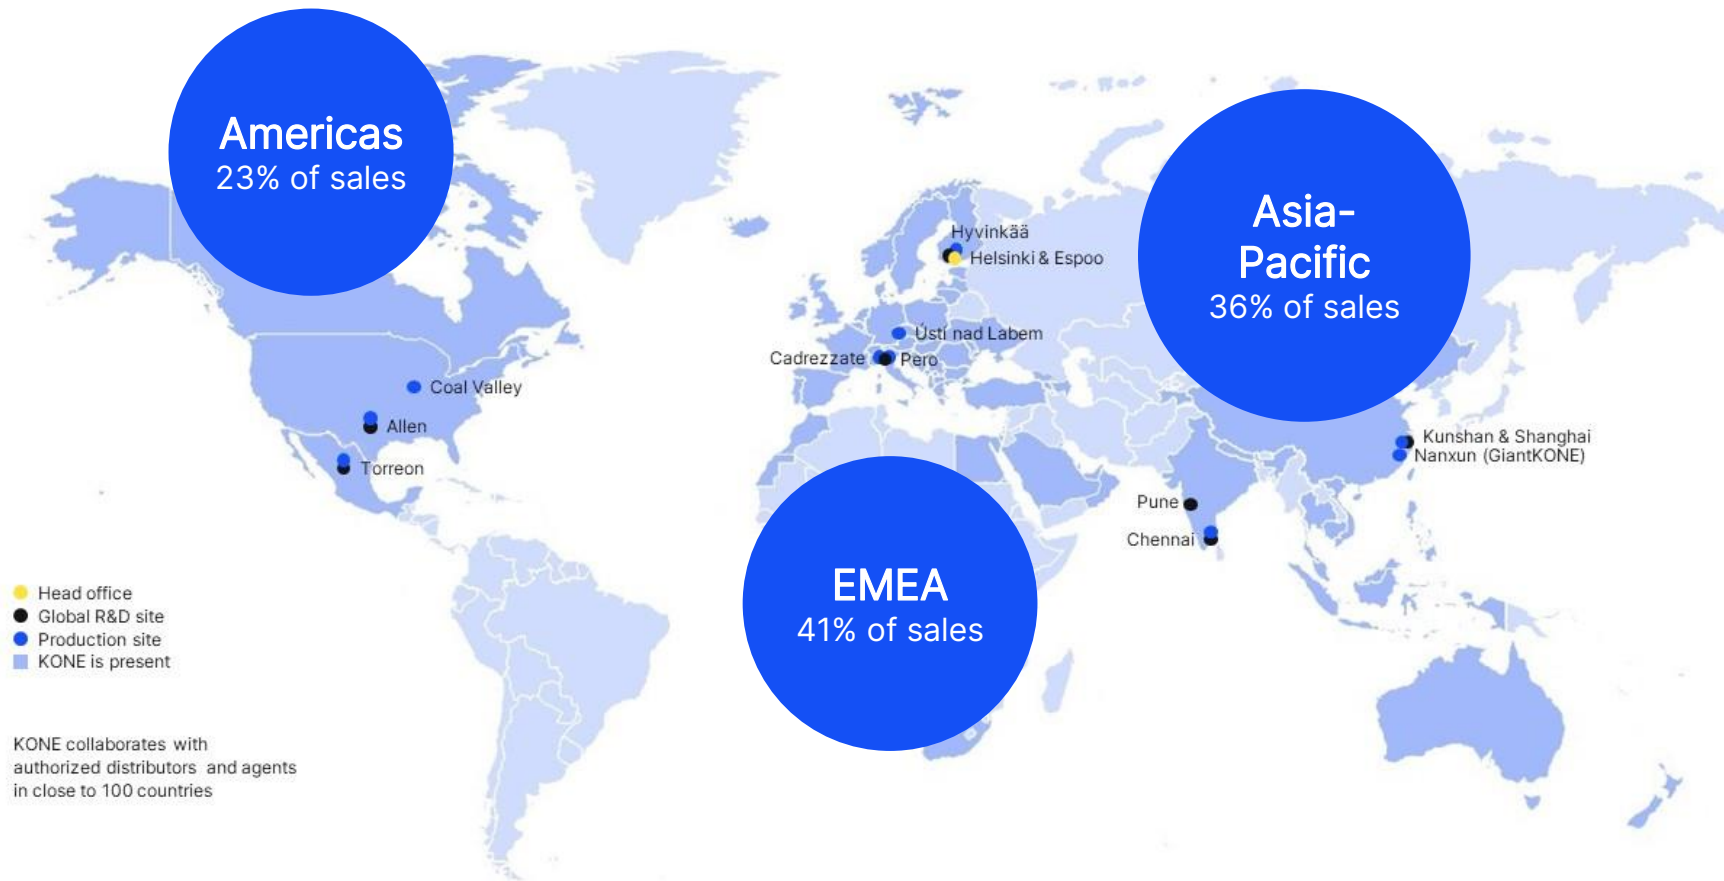 Americas
23% of sales
Asia-
Pacific
36% of sales
EMEA
41% of sales
Hyvinkää
Helsinki & Espoo
Ústí nad Labem
Cadrezzate
Pero
Coal Valley
Allen
Torreon
Kunshan & Shanghai
Nanxun (GiantKONE)
Pune
Chennai
Head office
Global R&D site
Production site
KONE is present
KONE collaborates with
authorized distributors and agents
in close to 100 countries